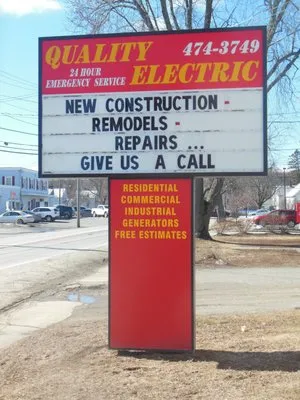 QUALITY 474-3749
24 HOUR
EMERGENCY SERVICE ELECTRIC
NEW CONSTRUCTION -
REMODELS -
REPAIRS ...
GIVE US A CALL
RESIDENTIAL
COMMERCIAL
INDUSTRIAL
GENERATORS
FREE ESTIMATES